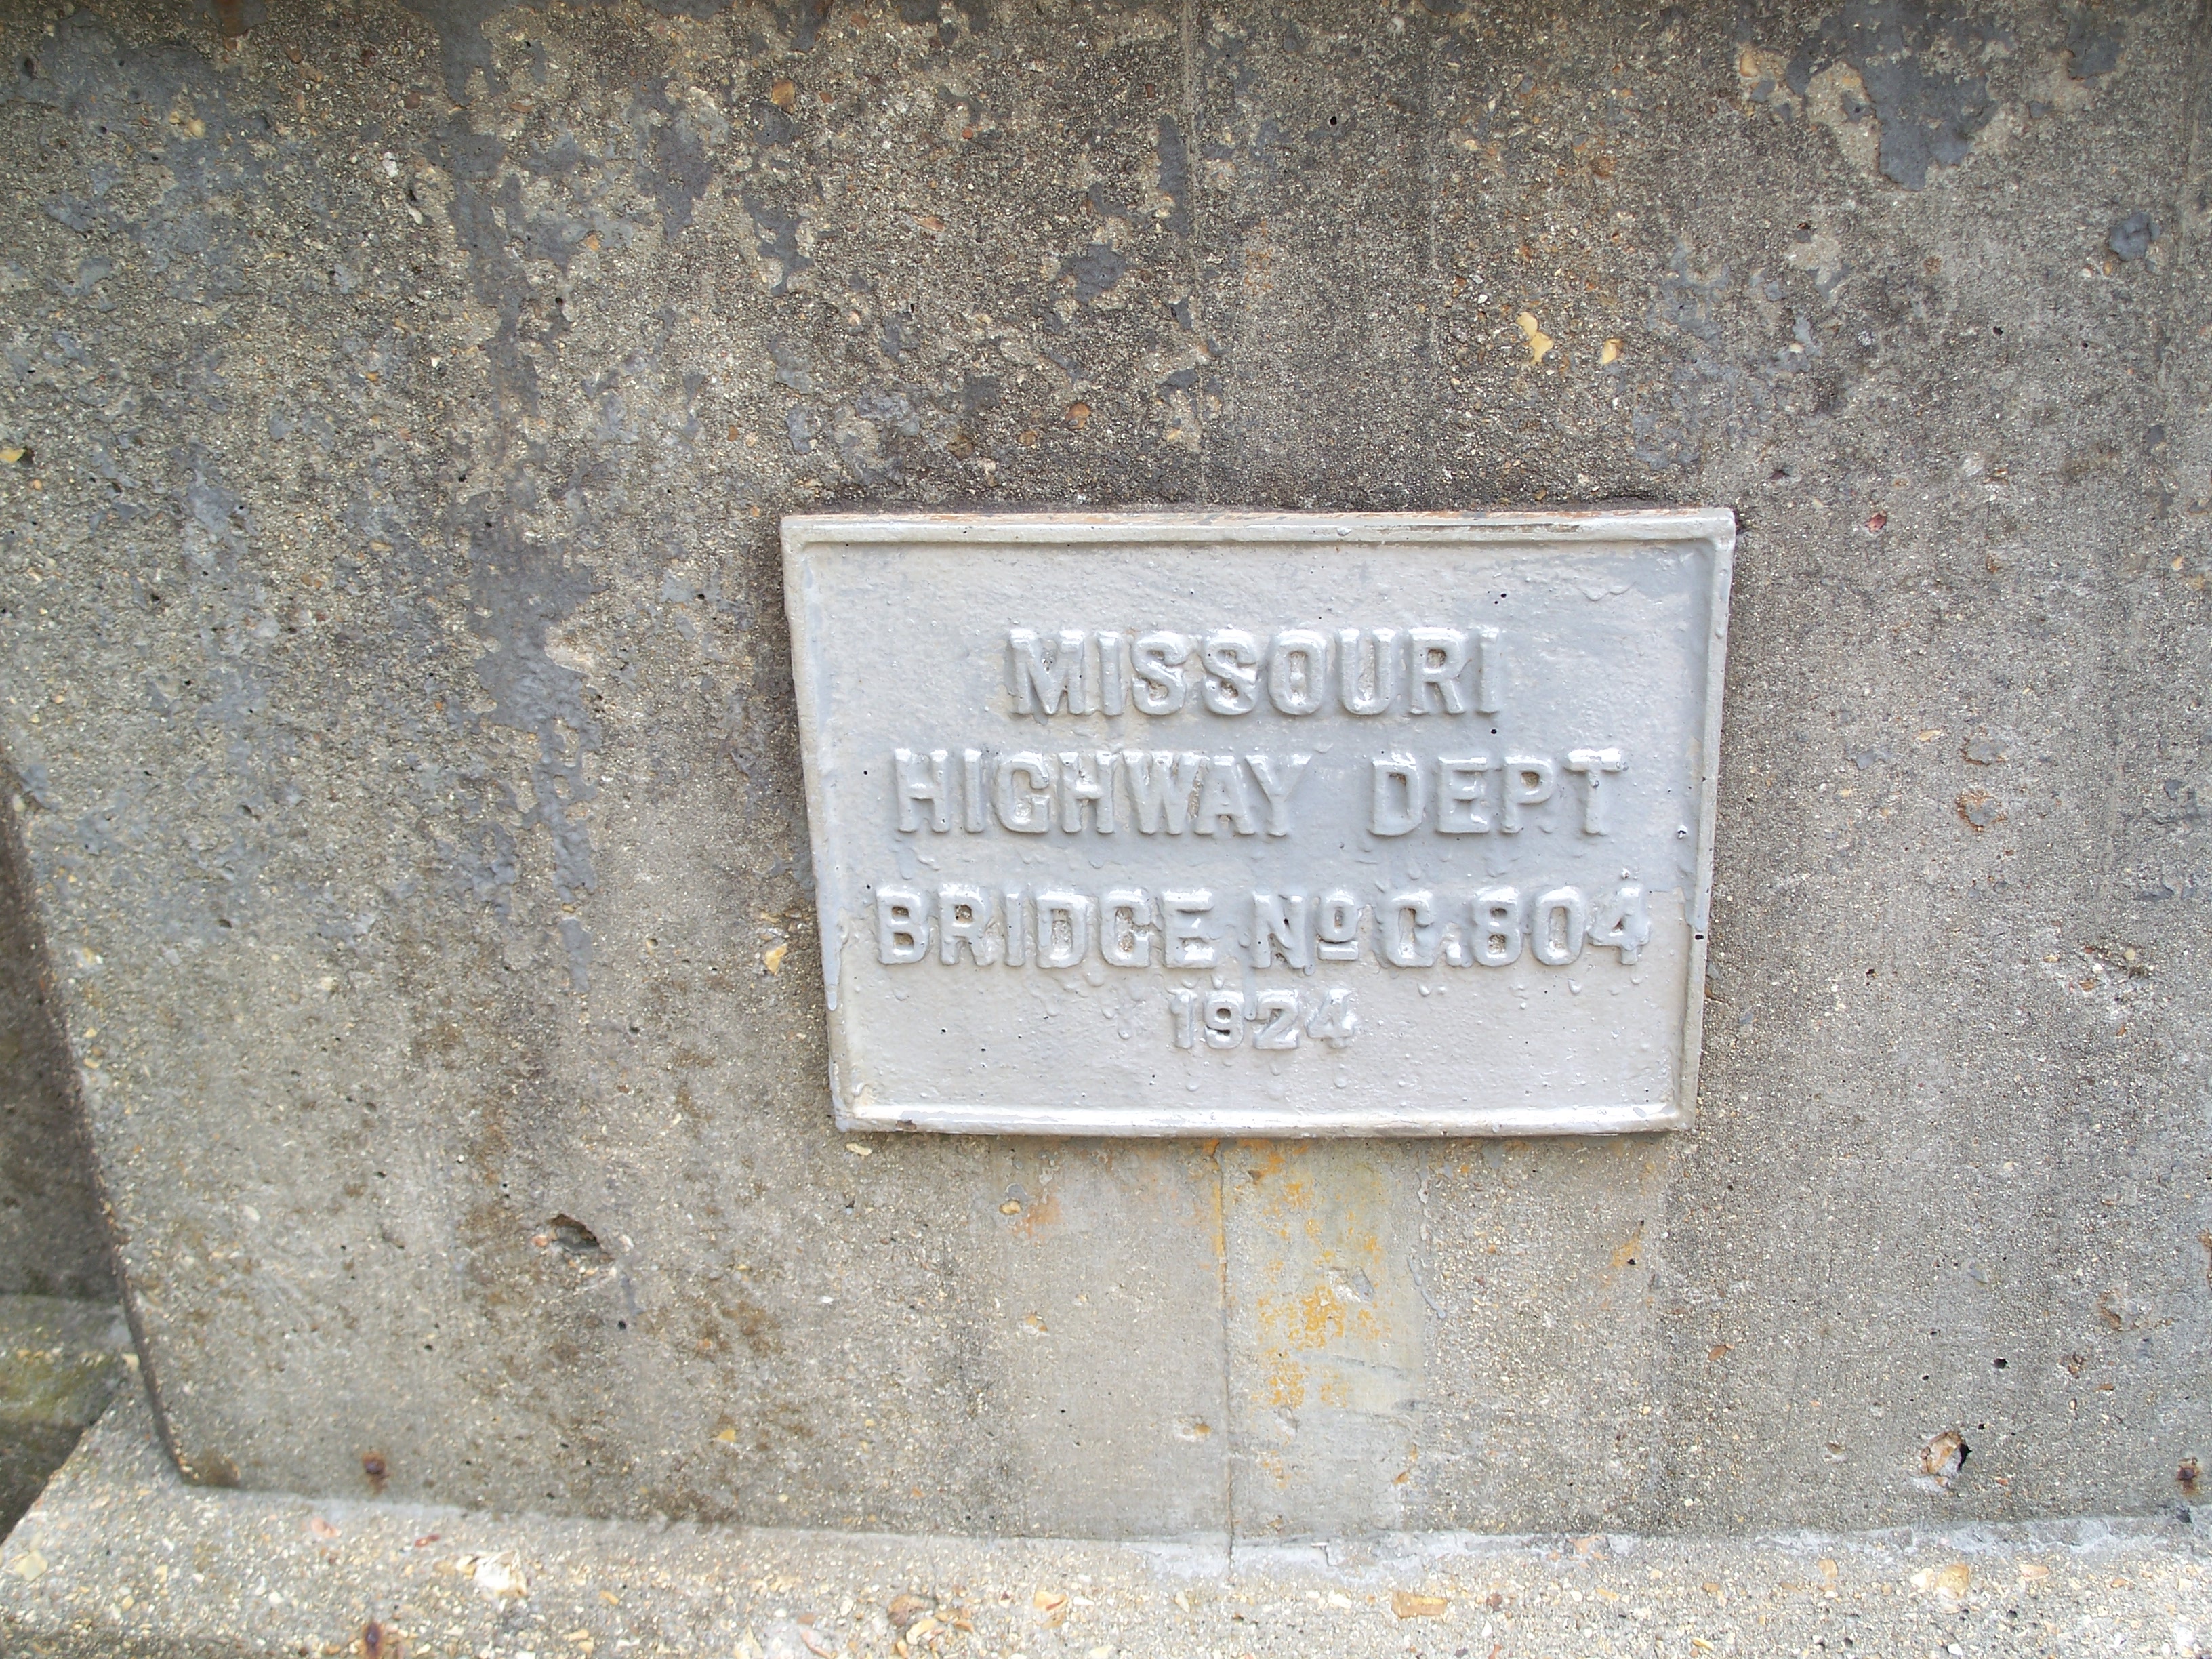 MISSOURI
HIGHWAY DEPT
BRIDGE Nº G.804
1924